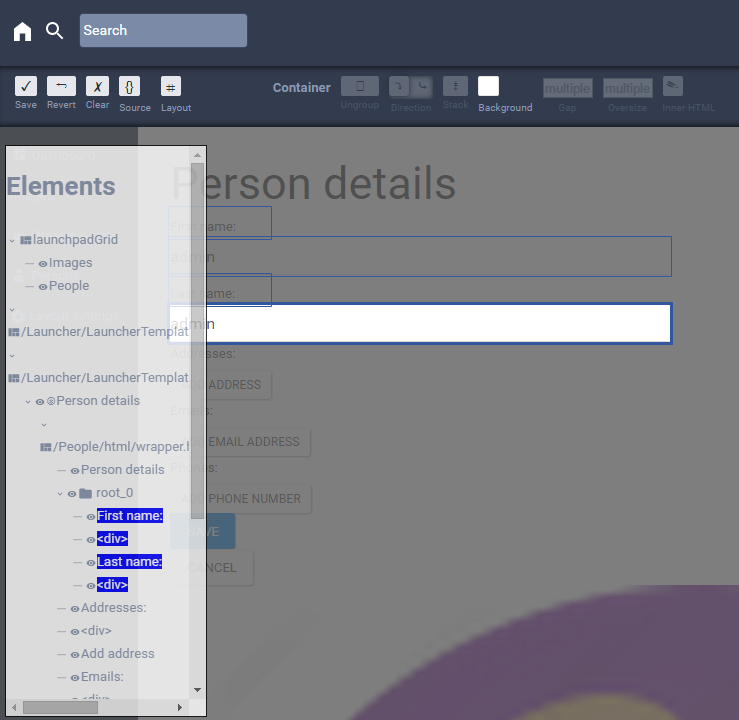 Search
Save Revert Clear Source Layout
Container
Ungroup Direction Stack Background
multiple
Gap
multiple
Oversize
Inner HTML
Elements
launchpadGrid
Images
People
/Launcher/LauncherTemplat
/Launcher/LauncherTemplat
Person details
/People/html/wrapper.h
Person details
root_0
First name:
<div>
Last name:
<div>
Addresses:
<div>
Add address
Emails:
<div>
Person details
First name:
admin
Last name:
admin
Addresses:
ADDRESS
Emails:
EMAIL ADDRESS
Phones:
ADD PHONE NUMBER
SAVE
CANCEL